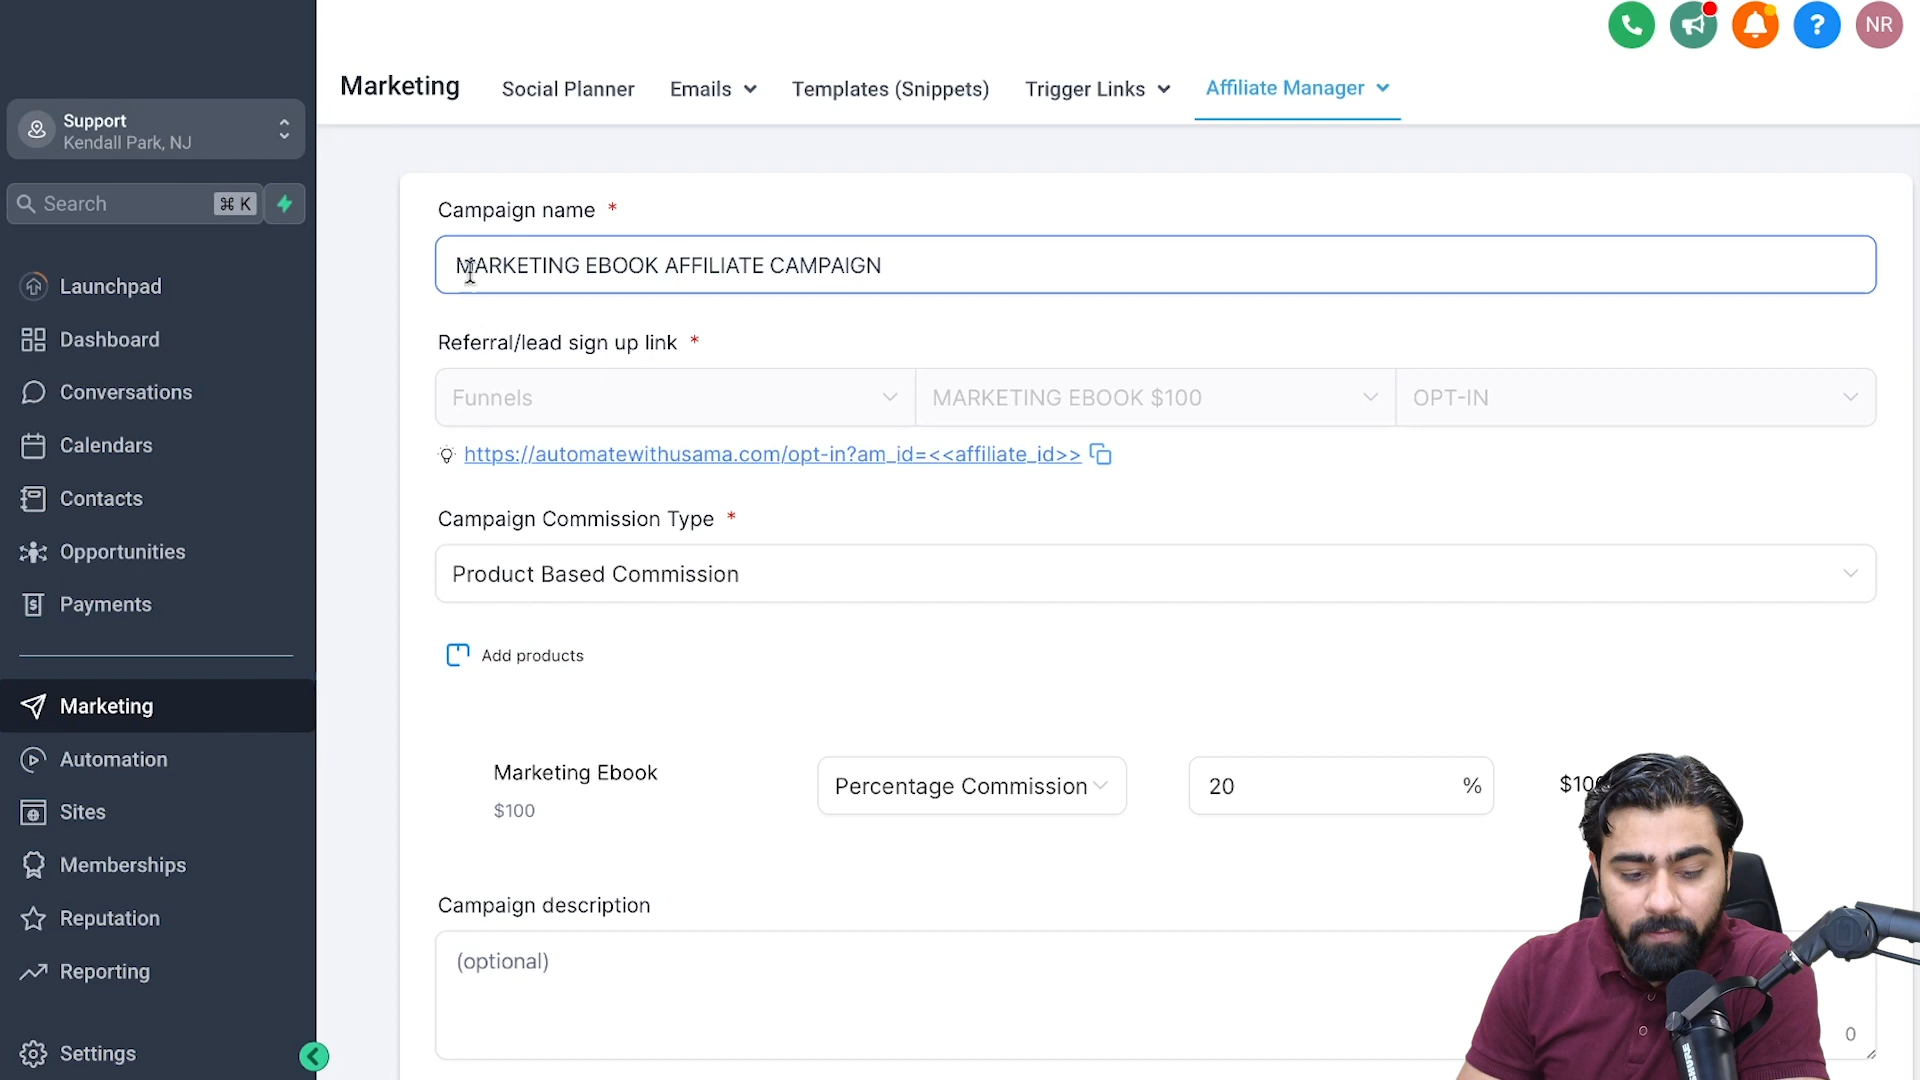 NR
Marketing
Social Planner
Emails
Templates (Snippets)
Trigger Links
Affiliate Manager
Support
Kendall Park, NJ
Search
⌘ K
Launchpad
Dashboard
Conversations
Calendars
Contacts
Opportunities
Payments
Marketing
Automation
Sites
Memberships
Reputation
Reporting
Settings
Campaign name *
MARKETING EBOOK AFFILIATE CAMPAIGN
Referral/lead sign up link *
Funnels
MARKETING EBOOK $100
OPT-IN
https://automatewithusama.com/opt-in?am_id=<<affiliate_id>>
Campaign Commission Type *
Product Based Commission
Add products
Marketing Ebook
$100
Percentage Commission
20 %
Campaign description
(optional)
0
SHURE